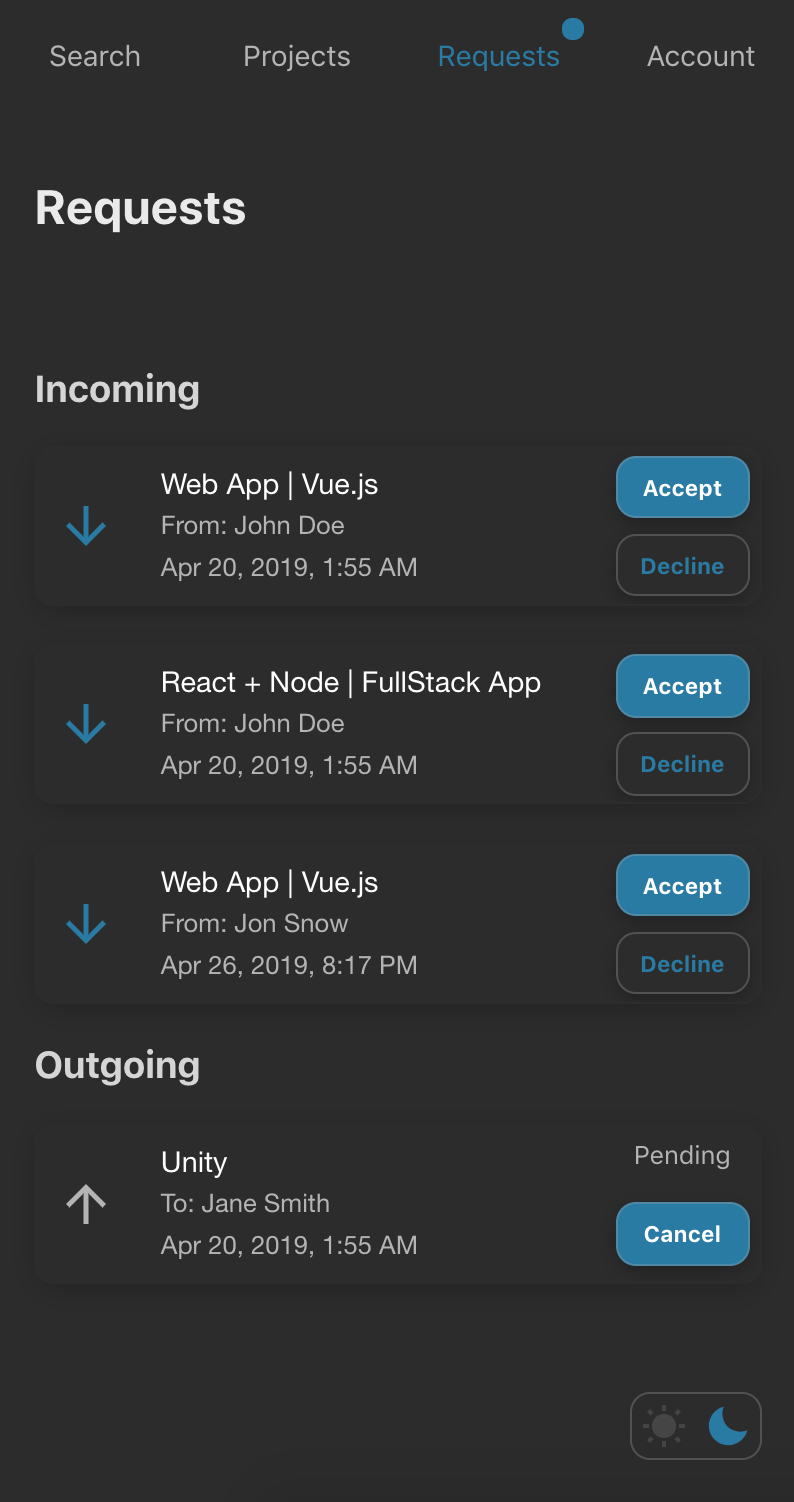 Search
Projects
Requests
Account
Requests
Incoming
Web App | Vue.js
From: John Doe
Apr 20, 2019, 1:55 AM
Accept
Decline
React + Node | FullStack App
From: John Doe
Apr 20, 2019, 1:55 AM
Accept
Decline
Web App | Vue.js
From: Jon Snow
Apr 26, 2019, 8:17 PM
Accept
Decline
Outgoing
Unity
To: Jane Smith
Apr 20, 2019, 1:55 AM
Pending
Cancel